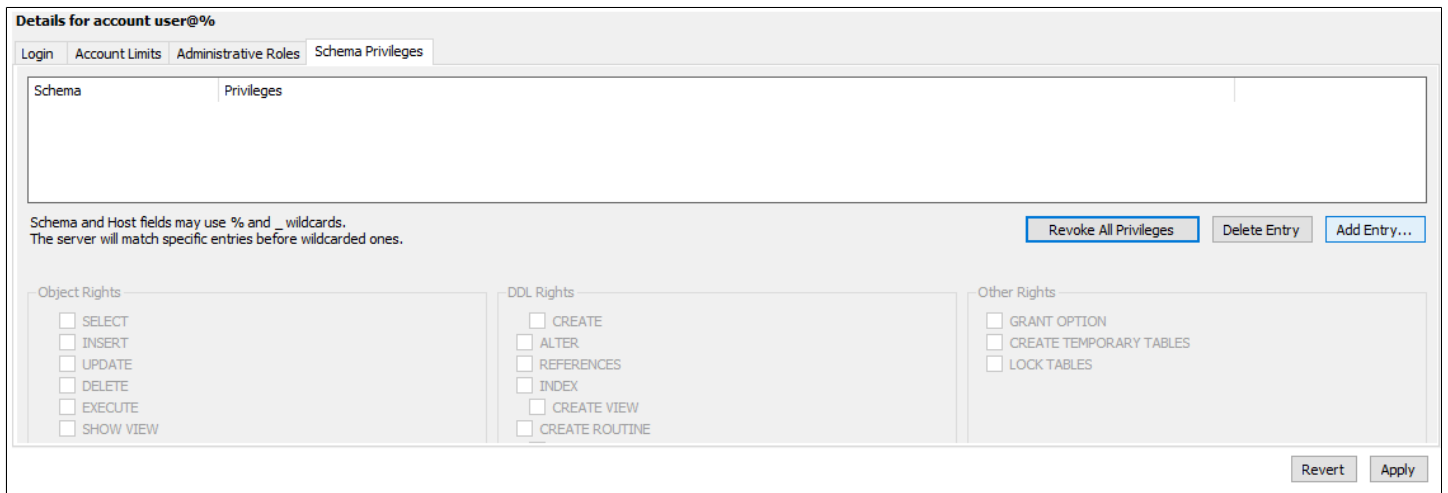 Details for account user@%
Login Account Limits Administrative Roles Schema Privileges
Schema Privileges
Schema and Host fields may use % and _ wildcards.
The server will match specific entries before wildcarded ones.
Revoke All Privileges Delete Entry Add Entry...
Object Rights
SELECT
INSERT
UPDATE
DELETE
EXECUTE
SHOW VIEW
DDL Rights
CREATE
ALTER
REFERENCES
INDEX
CREATE VIEW
CREATE ROUTINE
Other Rights
GRANT OPTION
CREATE TEMPORARY TABLES
LOCK TABLES
Revert Apply